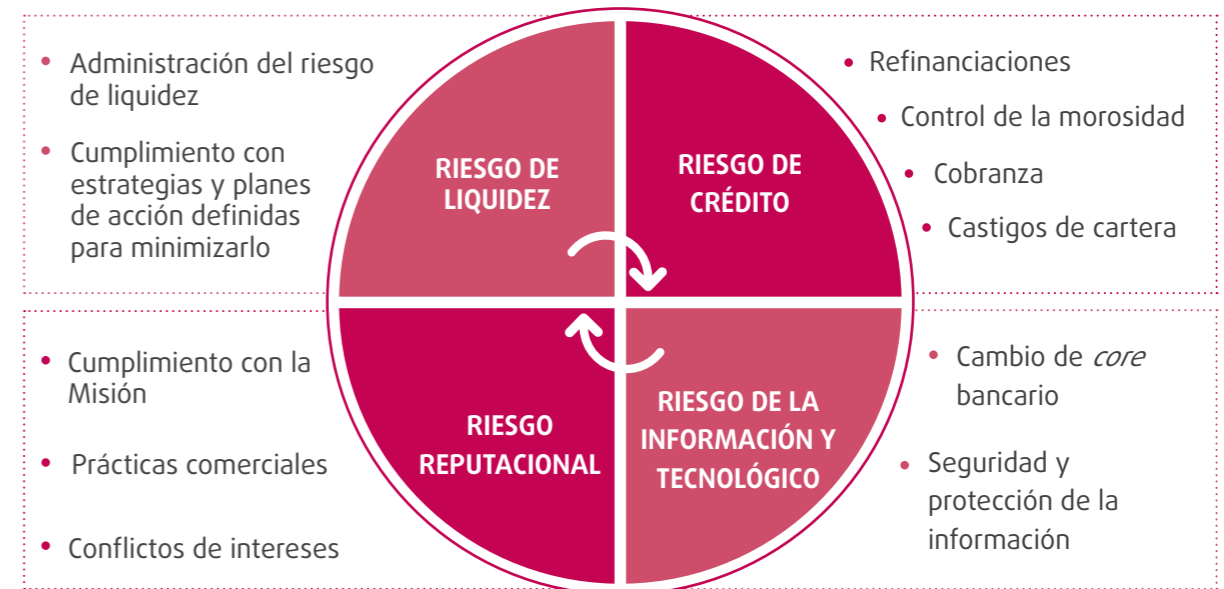 • Administración del riesgo
de liquidez
• Cumplimiento con
estrategias y planes
de acción definidas
para minimizarlo
RIESGO DE
LIQUIDEZ
RIESGO DE
CRÉDITO
• Refinanciaciones
• Control de la morosidad
• Cobranza
• Castigos de cartera
• Cumplimiento con la
Misión
• Prácticas comerciales
• Conflictos de intereses
RIESGO
REPUTACIONAL
RIESGO DE LA
INFORMACIÓN Y
TECNOLÓGICO
• Cambio de core
bancario
• Seguridad y
protección de la
información